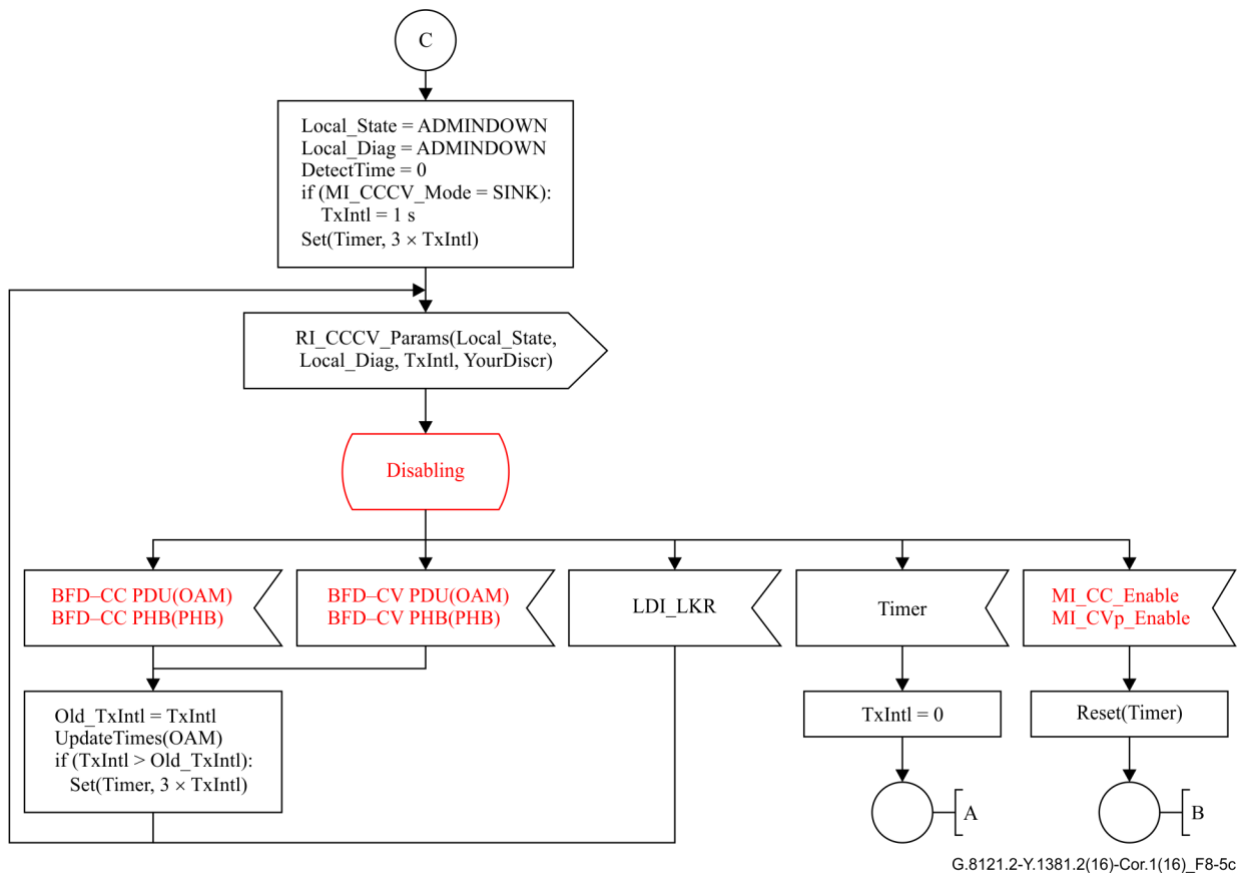 C
Local_State = ADMINDOWN
Local_Diag = ADMINDOWN
DetectTime = 0
if (MI_CCCV_Mode = SINK):
TxIntl = 1 s
Set(Timer, 3 × TxIntl)
RI_CCCV_Params(Local_State,
Local_Diag, TxIntl, YourDiscr)
Disabling
BFD–CC PDU(OAM)
BFD–CC PHB(PHB)
BFD–CV PDU(OAM)
BFD–CV PHB(PHB)
LDI_LKR
Timer
MI_CC_Enable
MI_CVp_Enable
Old_TxIntl = TxIntl
UpdateTimes(OAM)
if (TxIntl > Old_TxIntl):
Set(Timer, 3 × TxIntl)
TxIntl = 0
Reset(Timer)
A
B
G.8121.2-Y.1381.2(16)-Cor.1(16)_F8-5c